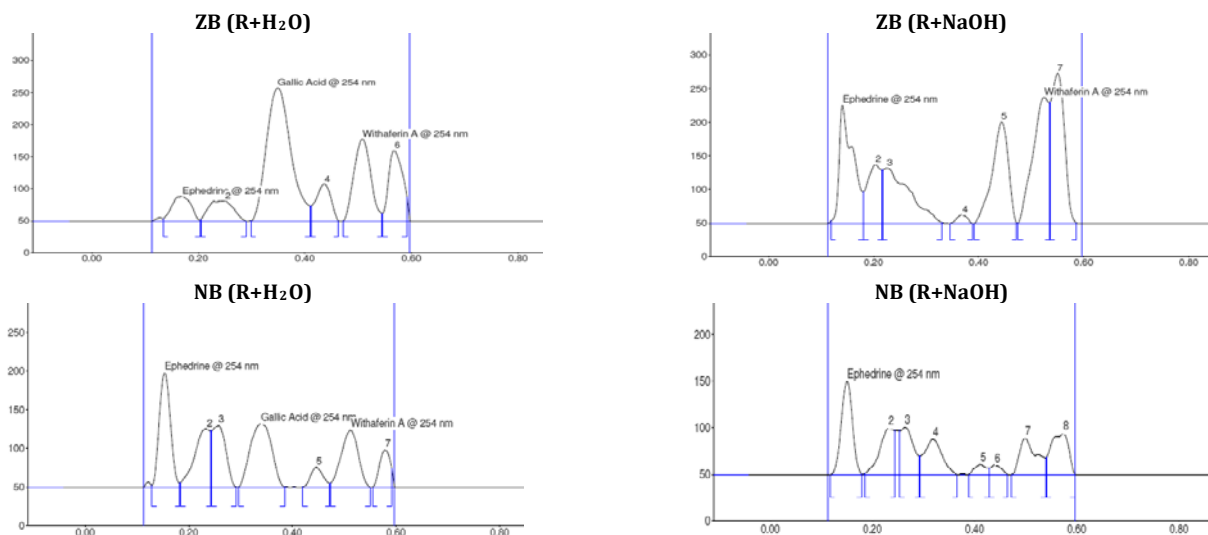 ZB (R+H₂O)
300
250
200
150
100
50
0
Gallic Acid @ 254 nm
Withaferin A @ 254 nm
6
4
Ephedrine @ 254 nm
2
0.00 0.20 0.40 0.60 0.80
ZB (R+NaOH)
300
250
200
150
100
50
0
7
Ephedrine @ 254 nm
Withaferin A @ 254 nm
5
2 3
4
0.00 0.20 0.40 0.60 0.80
NB (R+H₂O)
250
200
150
100
50
0
Ephedrine @ 254 nm
2 3
Gallic Acid @ 254 nm
Withaferin A @ 254 nm
5
7
0.00 0.20 0.40 0.60 0.80
NB (R+NaOH)
200
150
100
50
0
Ephedrine @ 254 nm
2 3
4
5 6
7 8
0.00 0.20 0.40 0.60 0.80